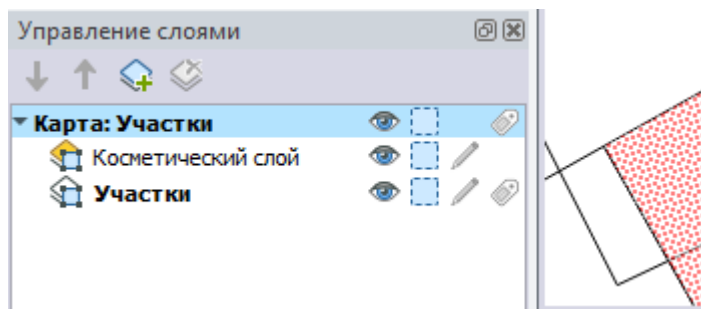 Управление слоями
Карта: Участки
Косметический слой
Участки